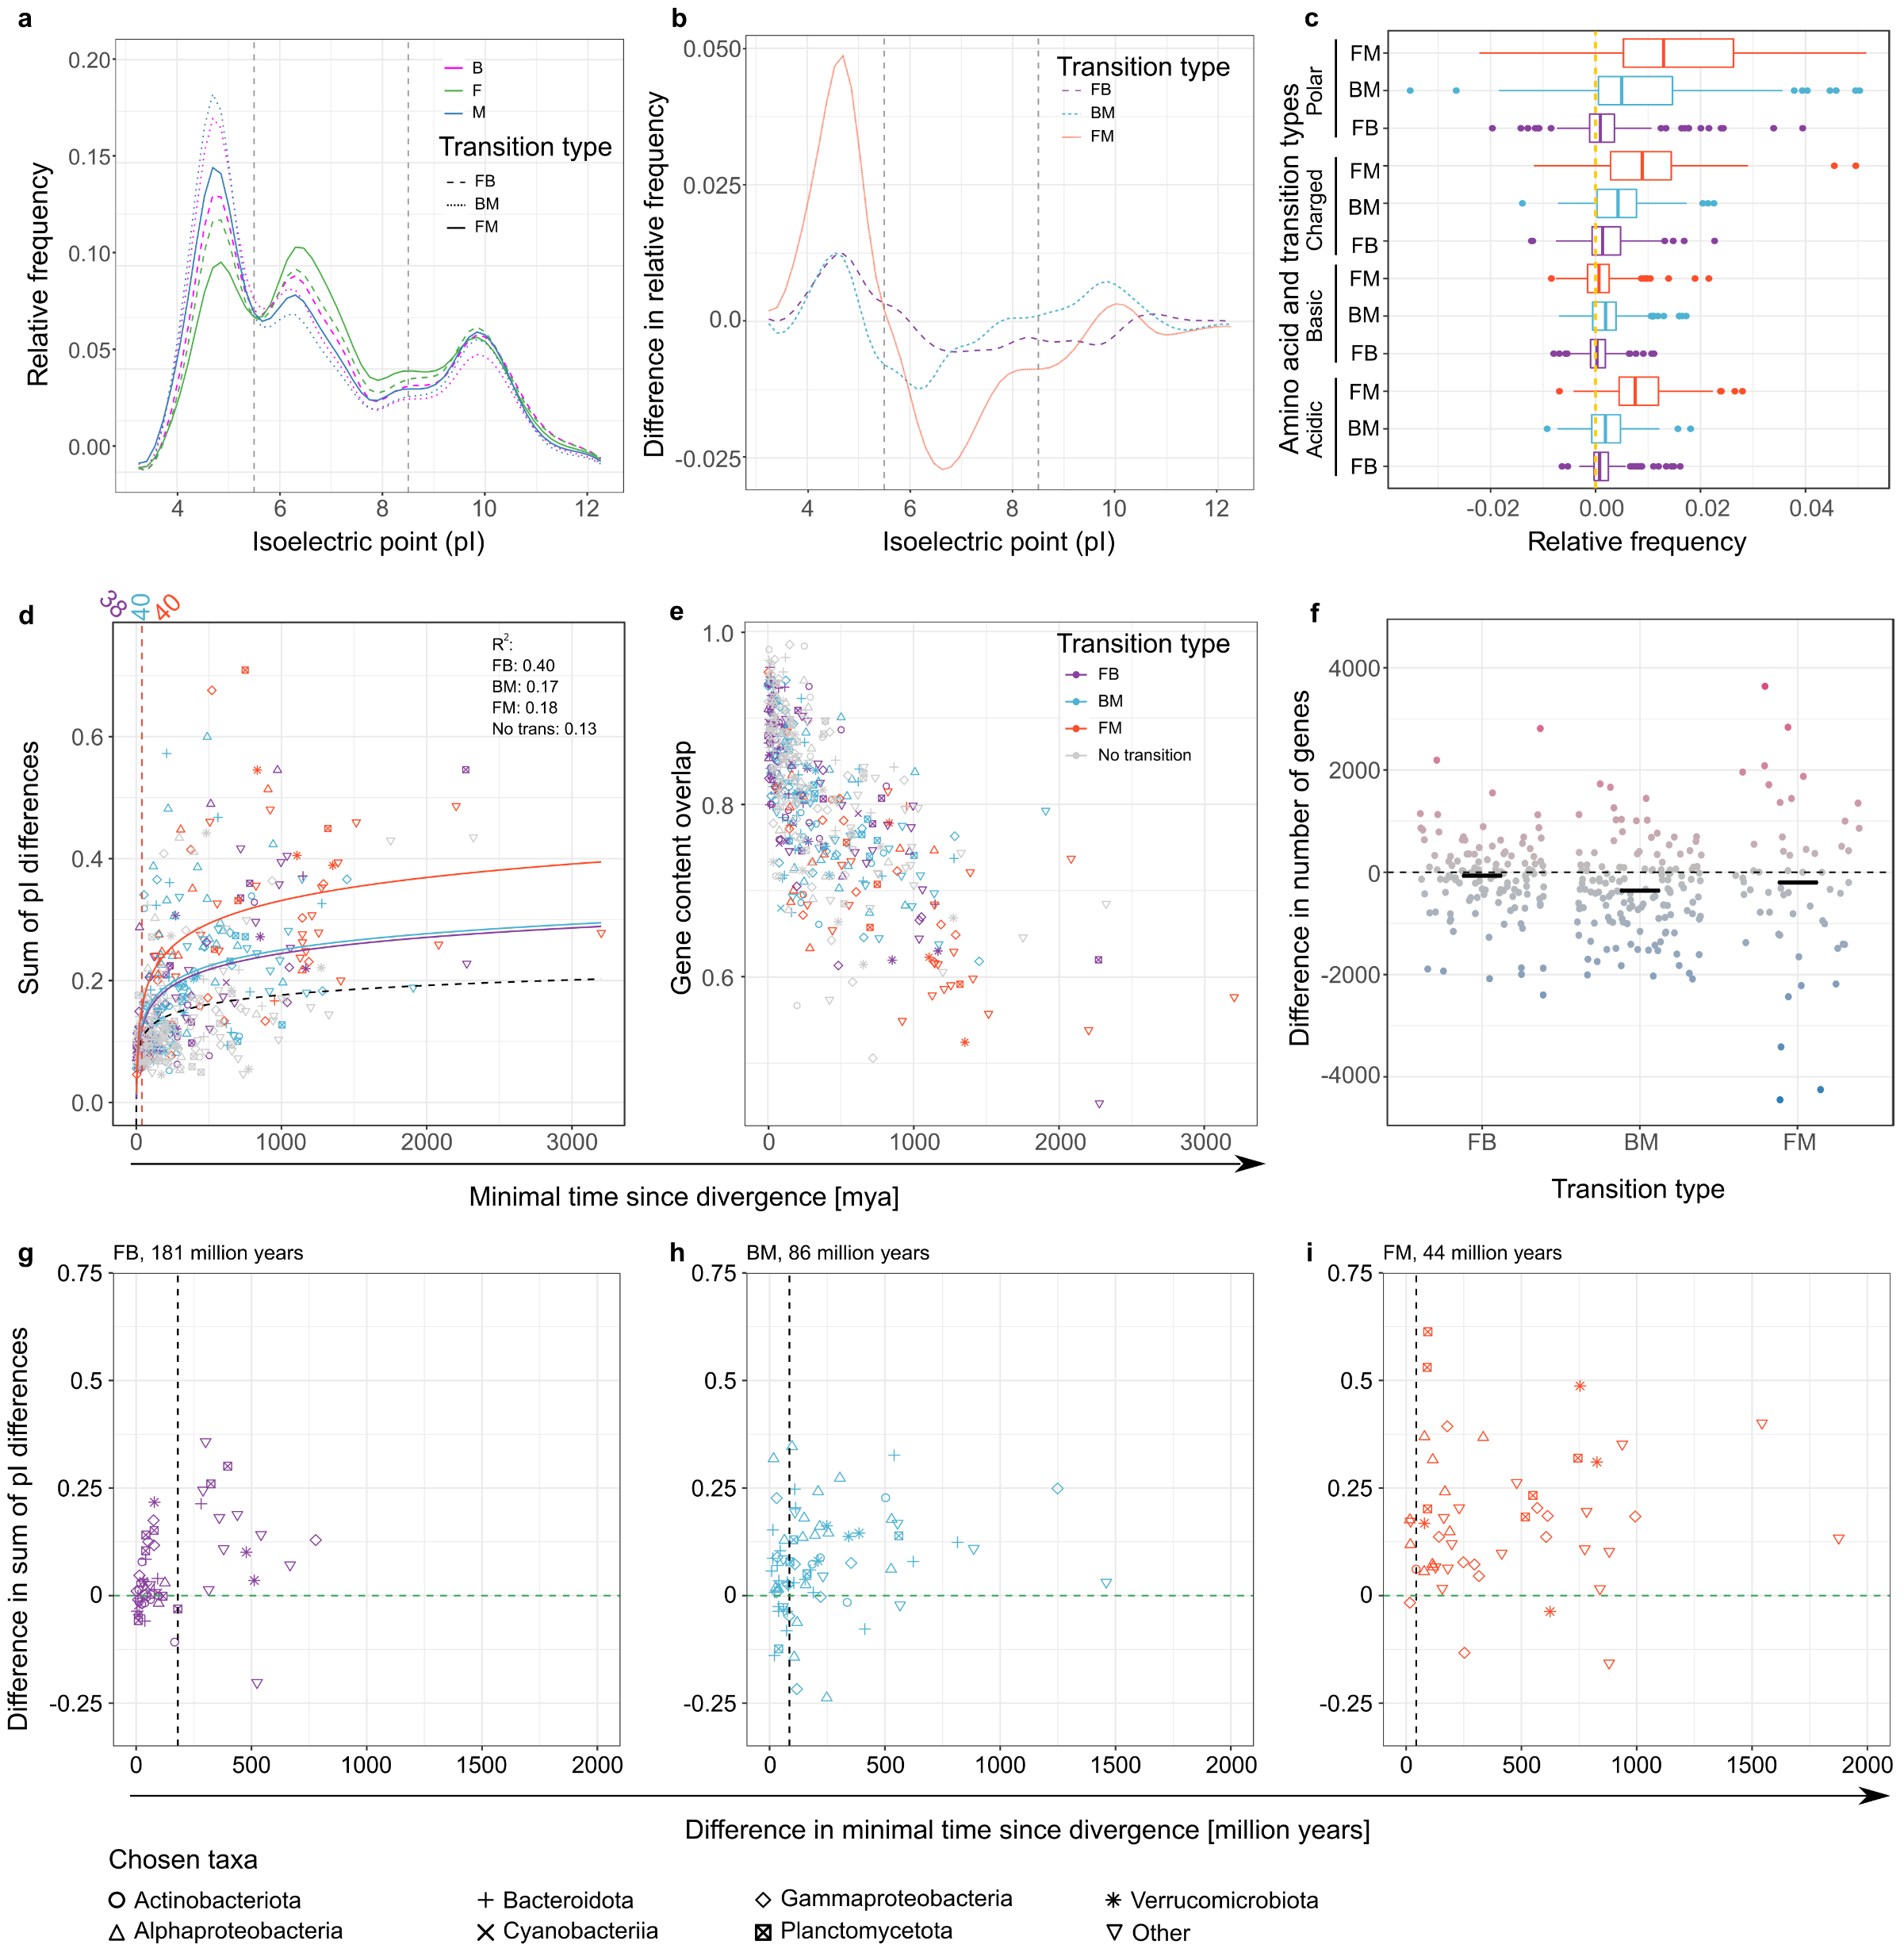 a
0.20
0.15
0.10
0.05
0.00
Relative frequency
B
F
M
Transition type
FB
BM
FM
4 6 8 10 12
Isoelectric point (pI)
b
0.050
0.025
0.0
-0.025
Difference in relative frequency
Transition type
FB
BM
FM
4 6 8 10 12
Isoelectric point (pI)
c
Amino acid and transition types
Polar
Charged
Basic
Acidic
FM
BM
FB
FM
BM
FB
FM
BM
FB
FM
BM
FB
-0.02 0.00 0.02 0.04
Relative frequency
d
38 40 40
R2:
FB: 0.40
BM: 0.17
FM: 0.18
No trans: 0.13
Sum of pI differences
0.6
0.4
0.2
0.0
0 1000 2000 3000
e
Gene content overlap
1.0
0.8
0.6
Transition type
FB
BM
FM
No transition
0 1000 2000 3000
Minimal time since divergence [mya]
f
Difference in number of genes
4000
2000
0
-2000
-4000
FB BM FM
Transition type
g
FB, 181 million years
Difference in sum of pI differences
0.75
0.5
0.25
0
-0.25
0 500 1000 1500 2000
h
BM, 86 million years
0.75
0.5
0.25
0
-0.25
0 500 1000 1500 2000
i
FM, 44 million years
0.75
0.5
0.25
0
-0.25
0 500 1000 1500 2000
Difference in minimal time since divergence [million years]
Chosen taxa
Actinobacteriota
Bacteroidota
Gammaproteobacteria
Verrucomicrobiota
Alphaproteobacteria
Cyanobacteriia
Planctomycetota
Other